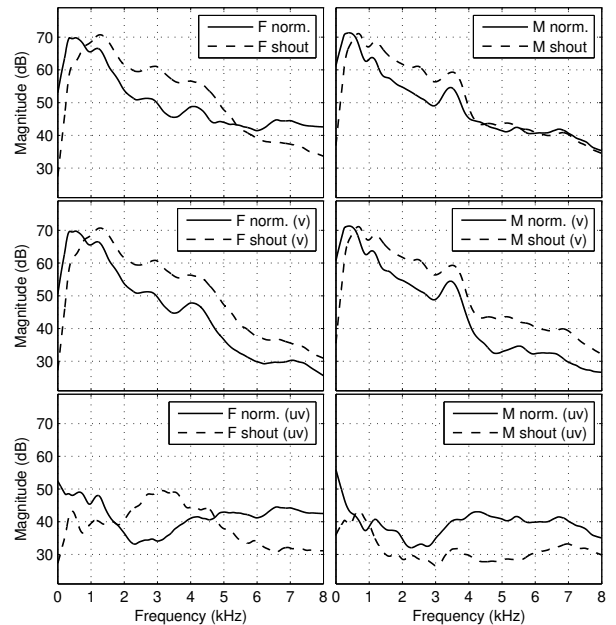 F norm.
F shout
M norm.
M shout
Magnitude (dB)
70
60
50
40
30
F norm. (v)
F shout (v)
M norm. (v)
M shout (v)
Magnitude (dB)
70
60
50
40
30
F norm. (uv)
F shout (uv)
M norm. (uv)
M shout (uv)
Magnitude (dB)
70
60
50
40
30
0 1 2 3 4 5 6 7 8
0 1 2 3 4 5 6 7 8
Frequency (kHz)
Frequency (kHz)